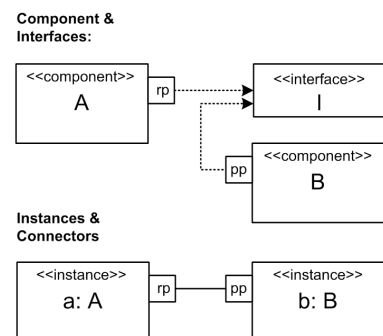 Component &
Interfaces:
<<component>>
A
rp
<<interface>>
I
<<component>>
B
pp
Instances &
Connectors
<<instance>>
a: A
rp
pp
<<instance>>
b: B